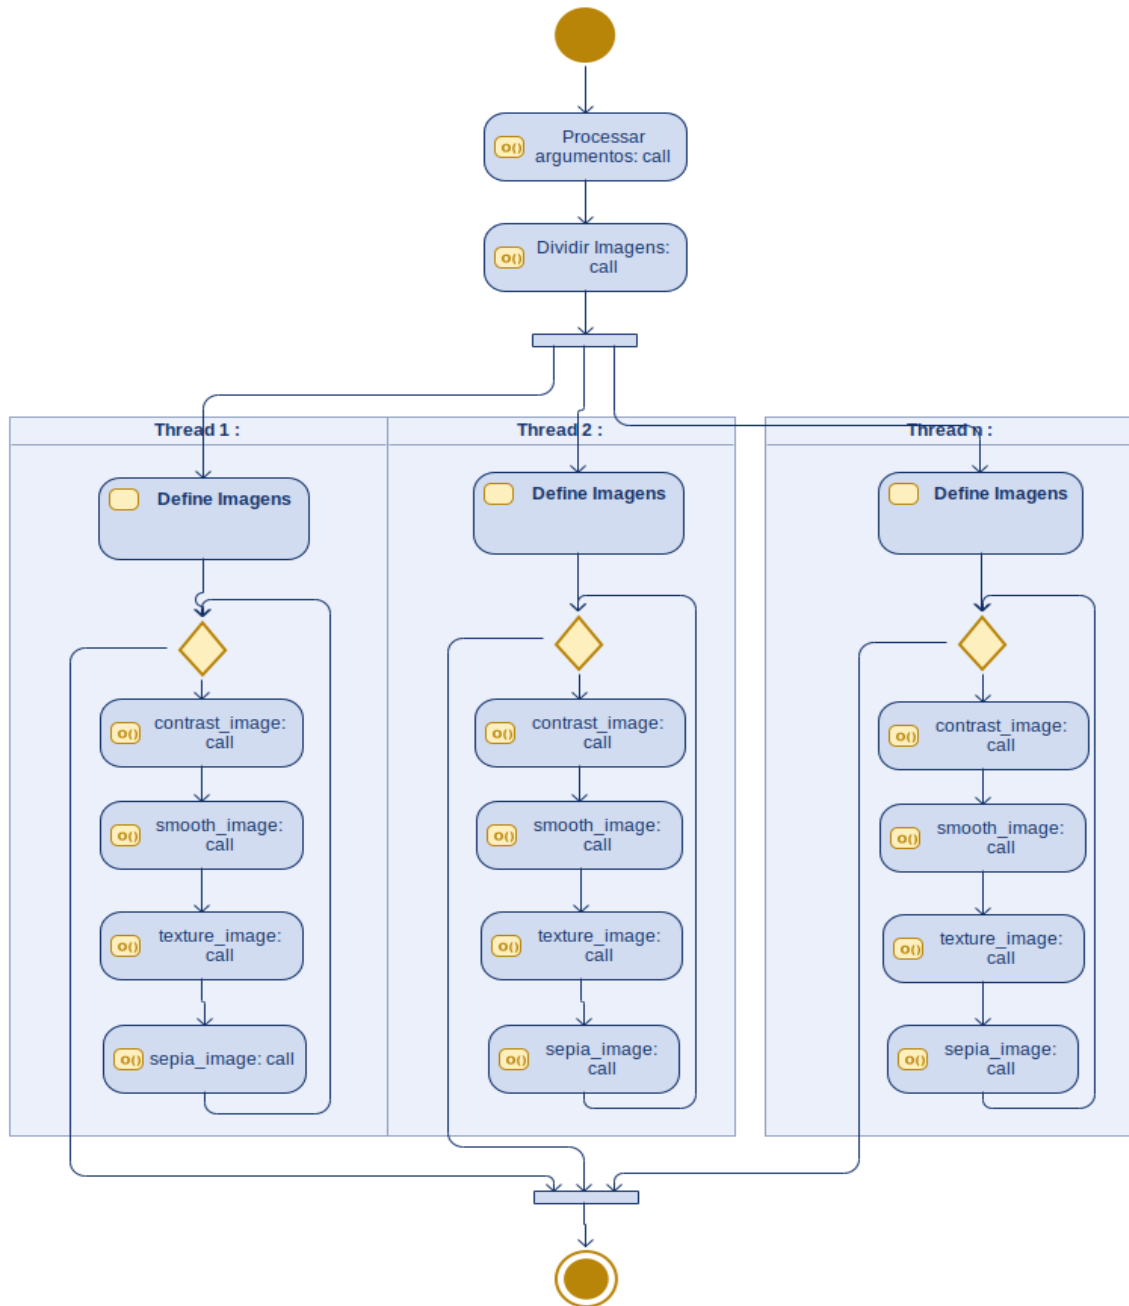 Processar
argumentos: call
Dividir Imagens:
call
Thread 1 :
Thread 2 :
Thread n :
Define Imagens
Define Imagens
Define Imagens
contrast_image:
call
contrast_image:
call
contrast_image:
call
smooth_image:
call
smooth_image:
call
smooth_image:
call
texture_image:
call
texture_image:
call
texture_image:
call
sepia_image: call
sepia_image:
call
sepia_image:
call